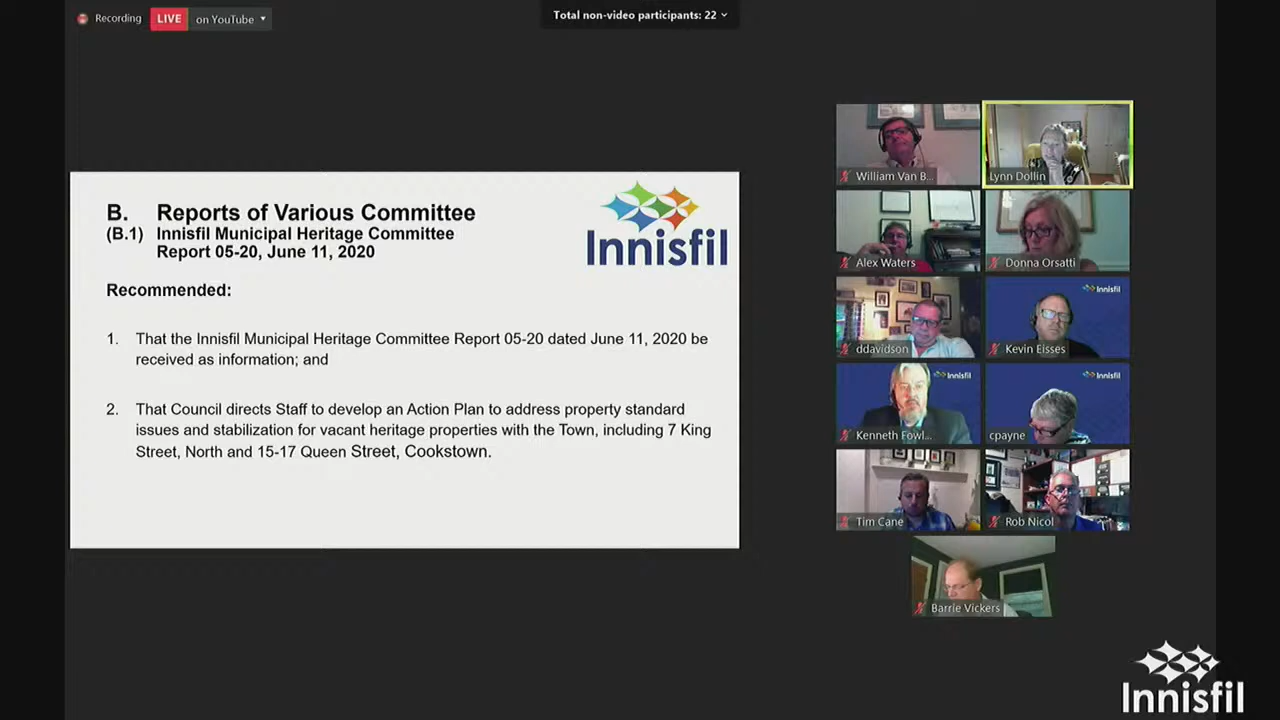 Recording
LIVE on YouTube
Total non-video participants: 22
B. Reports of Various Committee
(B.1) Innisfil Municipal Heritage Committee
Report 05-20, June 11, 2020
Innisfil
Recommended:
1. That the Innisfil Municipal Heritage Committee Report 05-20 dated June 11, 2020 be
received as information; and
2. That Council directs Staff to develop an Action Plan to address property standard
issues and stabilization for vacant heritage properties with the Town, including 7 King
Street, North and 15-17 Queen Street, Cookstown.
William Van B...
Lynn Dollin
Alex Waters
Donna Orsatti
ddavidson
Innisfil
Kevin Eisses
Innisfil
Kenneth Fowl...
Innisfil
cpayne
Tim Cane
Rob Nicol
Barrie Vickers
Innisfil